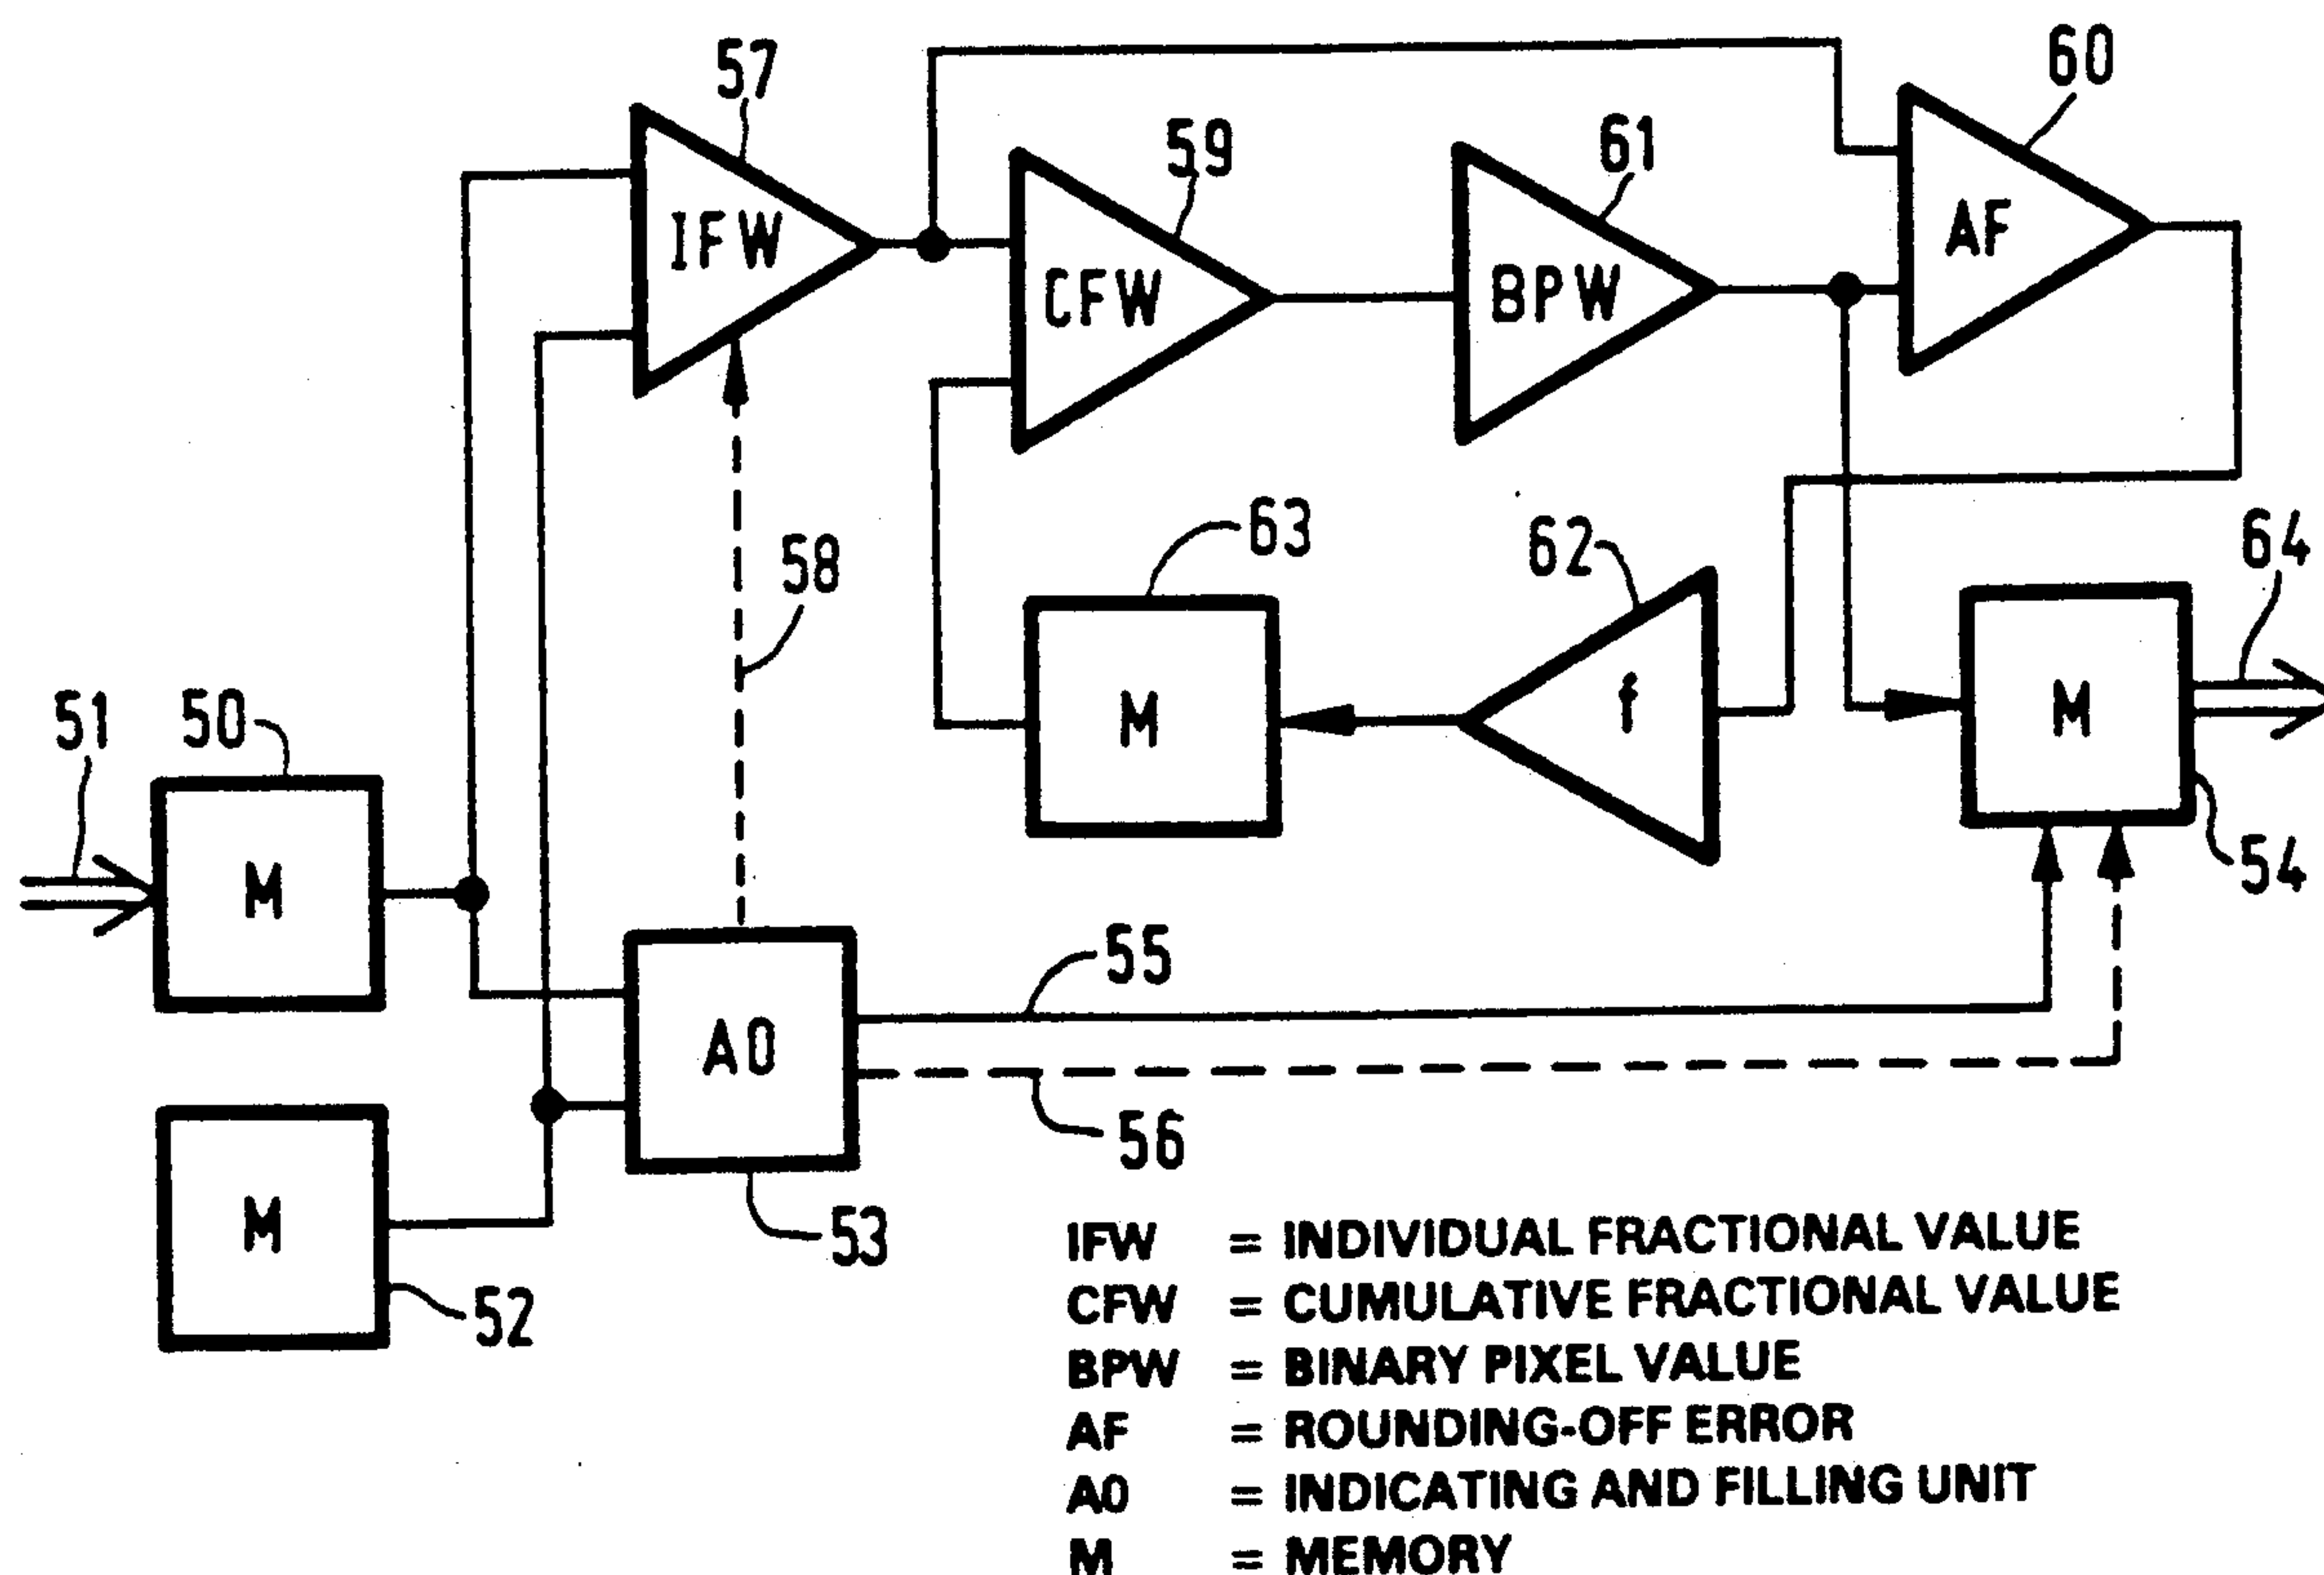 57
60
59
61
IFW
CFW
BPW
AF
58
63
62
64
M
f
M
51
50
M
54
55
A0
56
M
53
52
IFW = INDIVIDUAL FRACTIONAL VALUE
CFW = CUMULATIVE FRACTIONAL VALUE
BPW = BINARY PIXEL VALUE
AF = ROUNDING-OFF ERROR
A0 = INDICATING AND FILLING UNIT
M = MEMORY